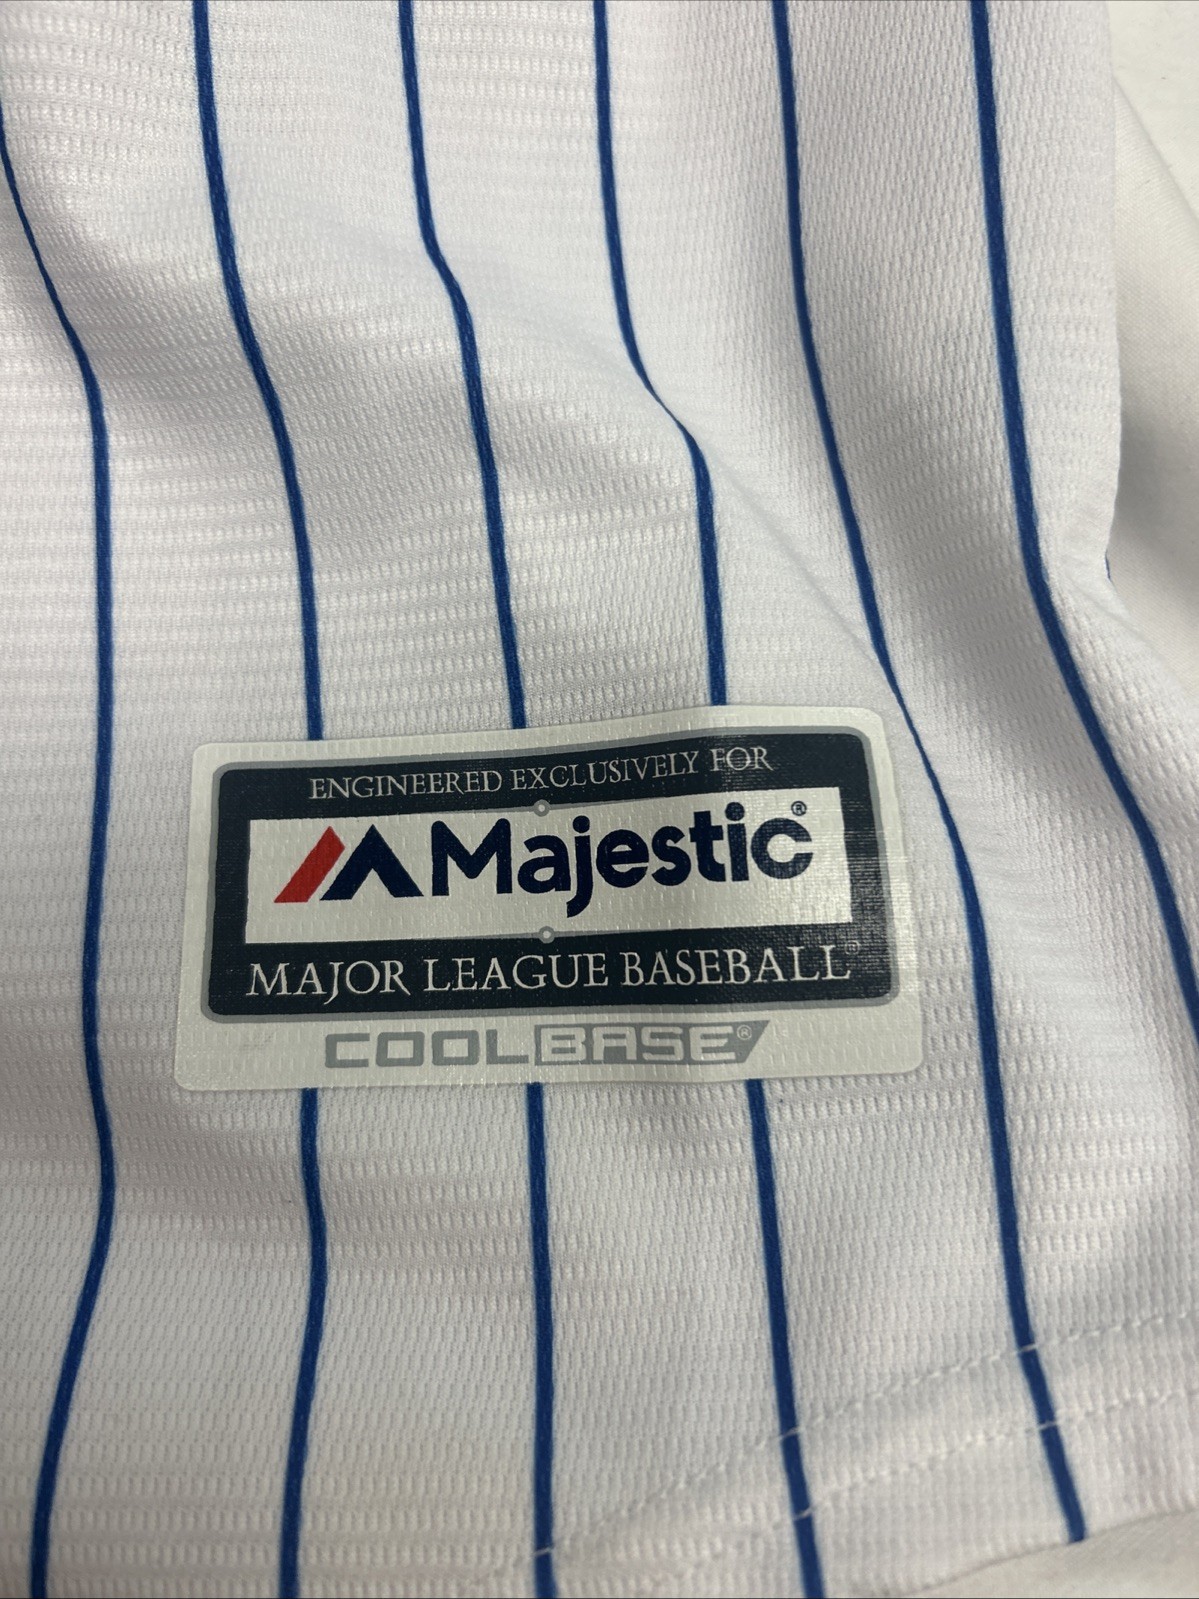 ENGINEERED EXCLUSIVELY FOR
Majestic®
MAJOR LEAGUE BASEBALL®
COOLBASE®